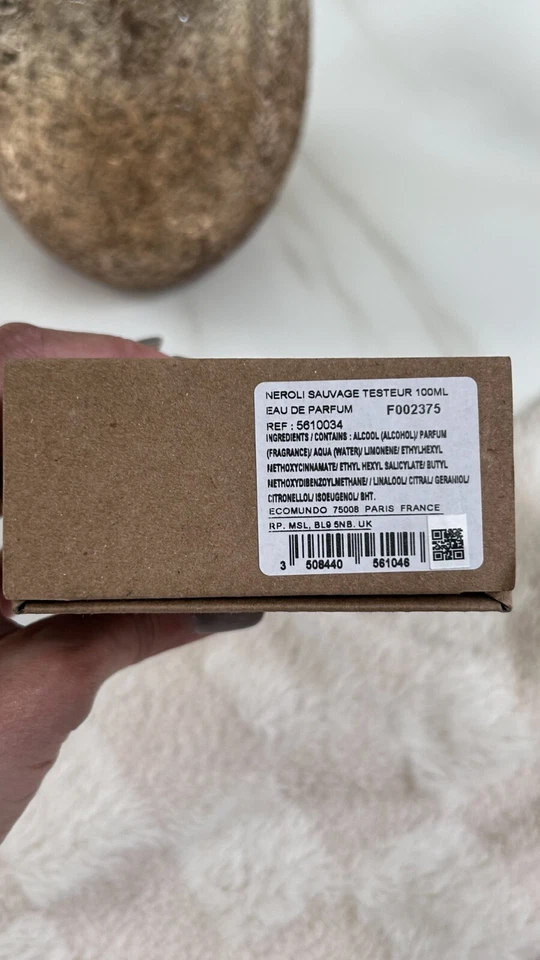 NEROLI SAUVAGE TESTEUR 100ML
EAU DE PARFUM F002375
REF : 5610034
INGREDIENTS / CONTAINS : ALCOOL (ALCOHOL)/ PARFUM
(FRAGRANCE)/ AQUA (WATER)/ LIMONENE/ ETHYLHEXYL
METHOXYCINNAMATE/ ETHYL HEXYL SALICYLATE/ BUTYL
METHOXYDIBENZOYLMETHANE/ / LINALOOL/ CITRAL/ GERANIOL/
CITRONELLOL/ ISOEUGENOL/ BHT.
ECOMUNDO 75008 PARIS FRANCE
RP. MSL, BL9 5NB. UK
3 508440 561046